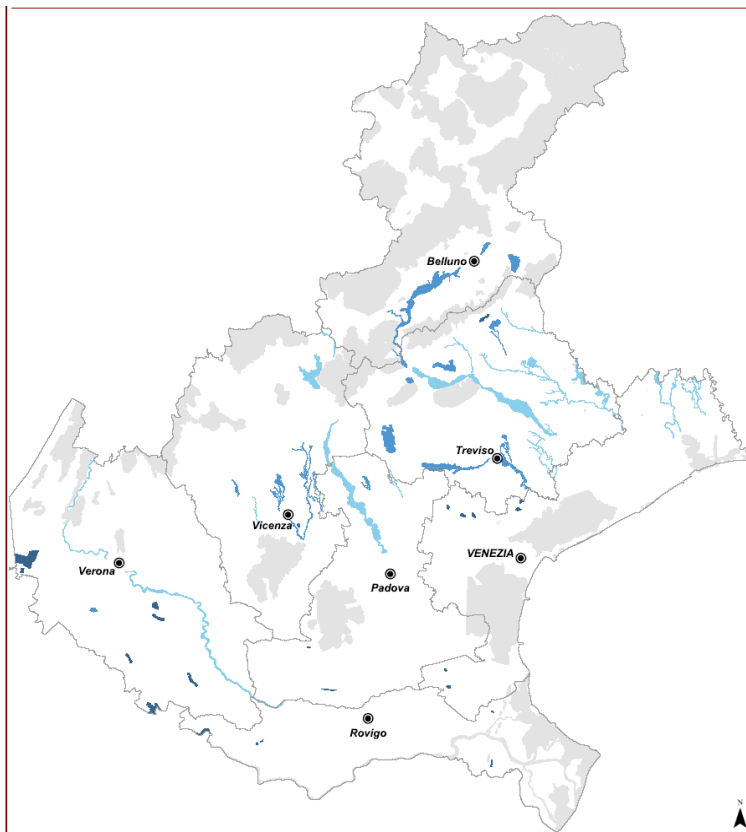 Belluno
Treviso
Vicenza
VENEZIA
Verona
Padova
Rovigo
N